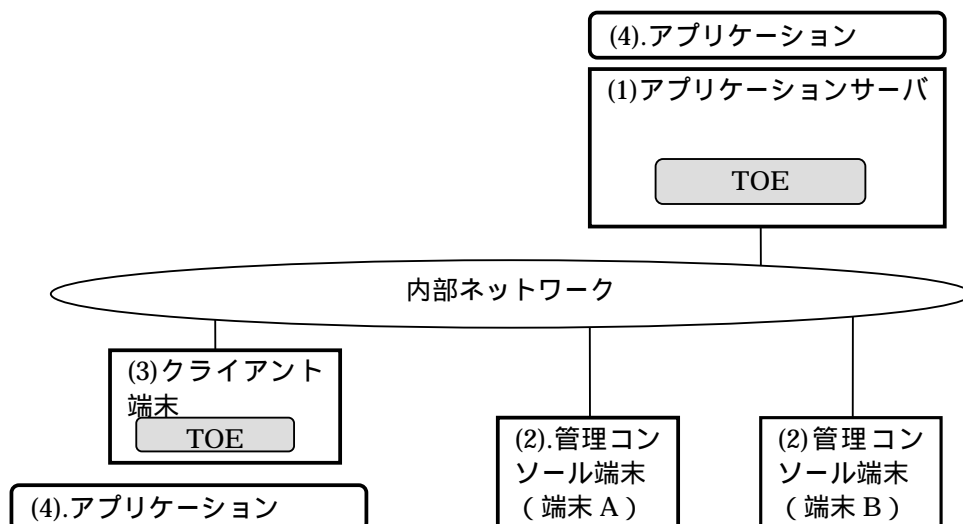 (4).アプリケーション
(1)アプリケーションサーバ
TOE
内部ネットワーク
(3)クライアント
端末
TOE
(2).管理コン
ソール端末
（端末A）
(2)管理コン
ソール端末
（端末B）
(4).アプリケーション